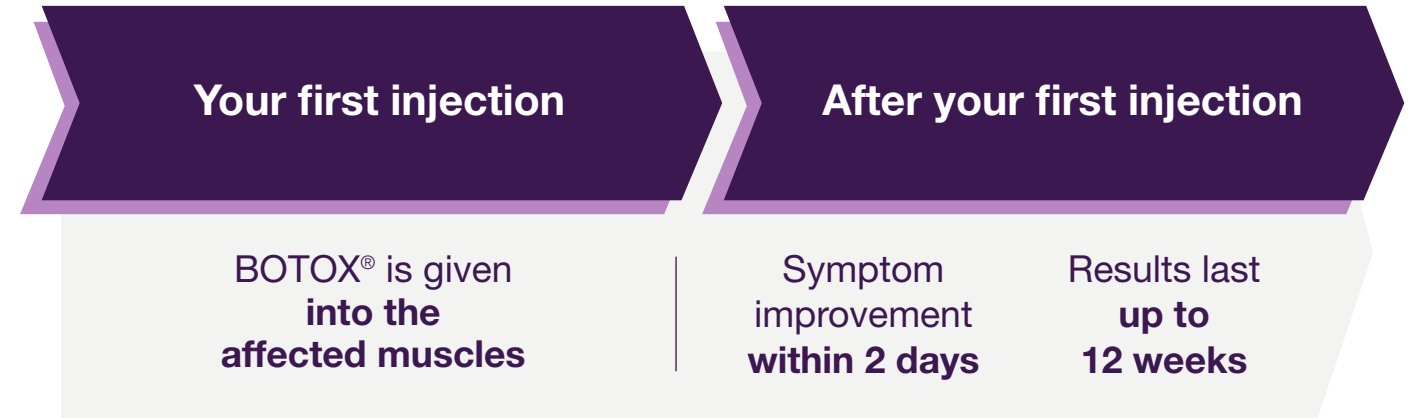 Your first injection
After your first injection
BOTOX® is given
into the
affected muscles
Symptom
improvement
within 2 days
Results last
up to
12 weeks